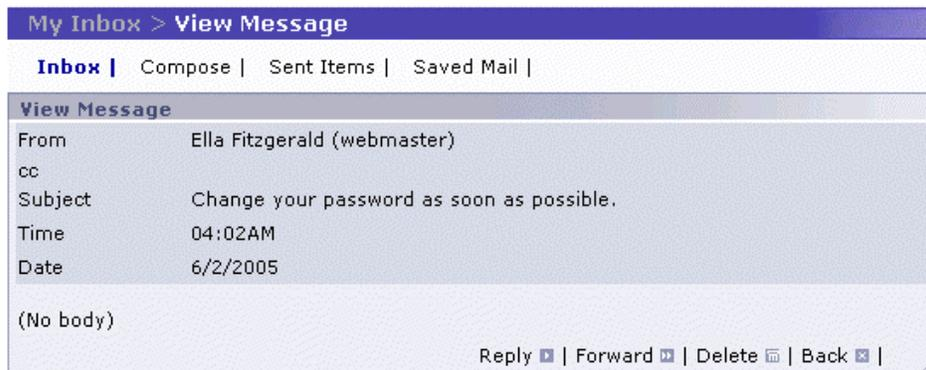 My Inbox > View Message
Inbox | Compose | Sent Items | Saved Mail |
View Message
From Ella Fitzgerald (webmaster)
cc
Subject Change your password as soon as possible.
Time 04:02AM
Date 6/2/2005
(No body)
Reply | Forward | Delete | Back |